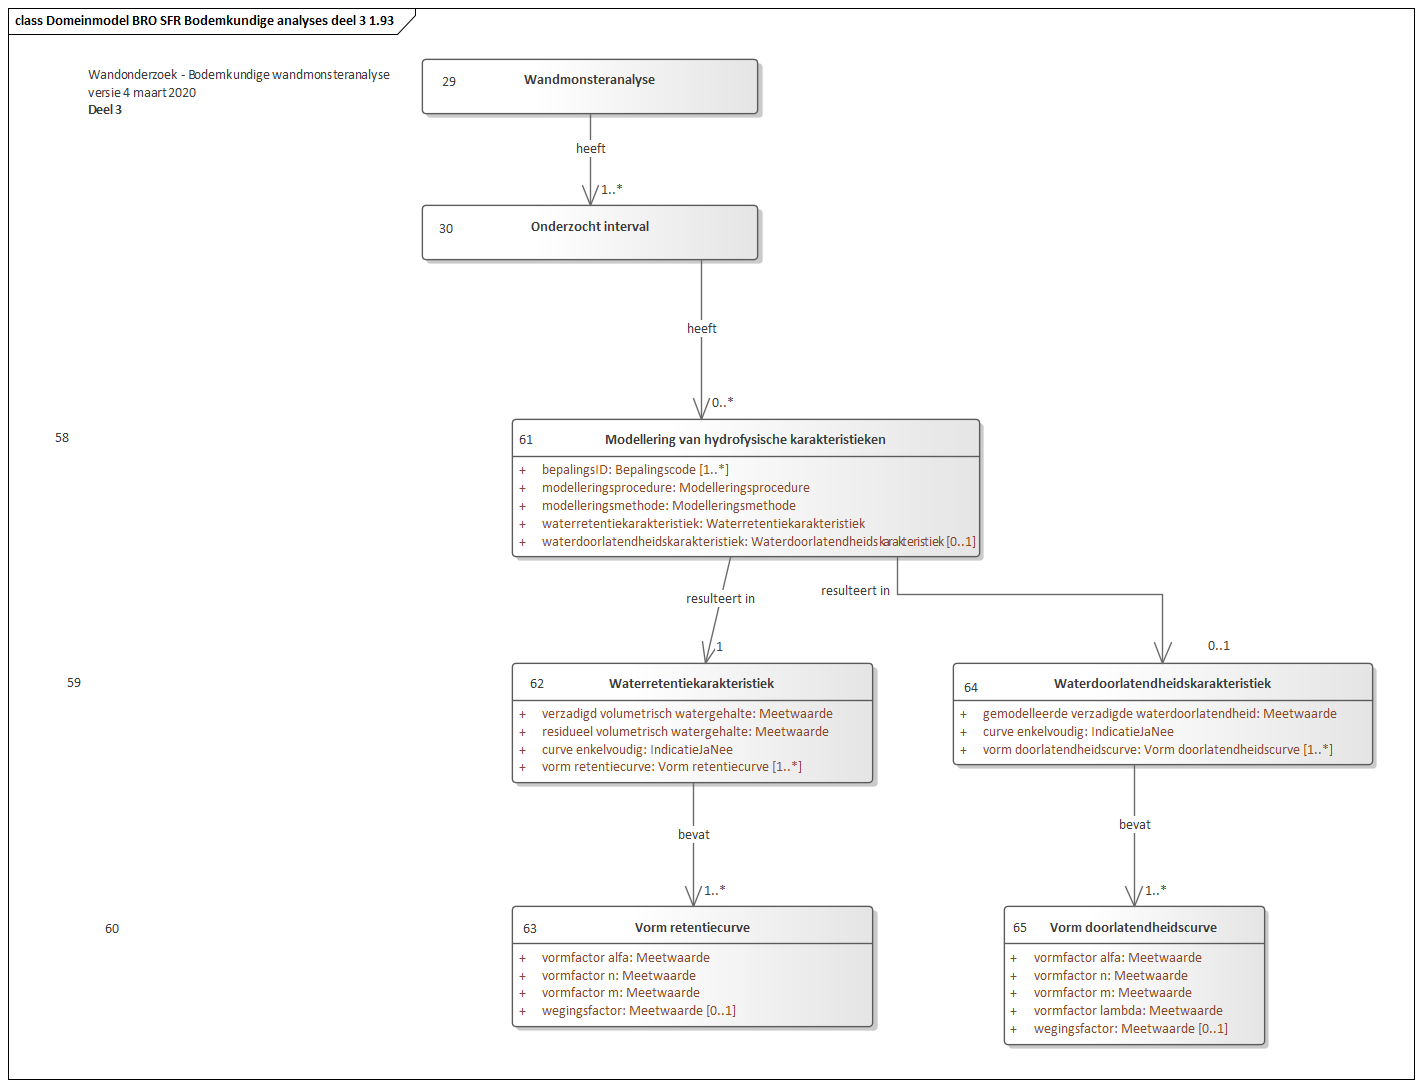 class Domeinmodel BRO SFR Bodemkundige analyses deel 3 1.93
Wandonderzoek - Bodemkundige wandmonsteranalyse
versie 4 maart 2020
Deel 3
29 Wandmonsteranalyse
heeft
1..*
30 Onderzocht interval
heeft
0..*
58
61 Modellering van hydrofysische karakteristieken
+ bepalingsID: Bepalingscode [1..*]
+ modelleringsprocedure: Modelleringsprocedure
+ modelleringsmethode: Modelleringsmethode
+ waterretentiekarakteristiek: Waterretentiekarakteristiek
+ waterdoorlatendheidskarakteristiek: Waterdoorlatendheidskarakteristiek [0..1]
resulteert in
resulteert in
1
0..1
59
62 Waterretentiekarakteristiek
+ verzadigd volumetrisch watergehalte: Meetwaarde
+ residueel volumetrisch watergehalte: Meetwaarde
+ curve enkelvoudig: IndicatieJaNee
+ vorm retentiecurve: Vorm retentiecurve [1..*]
64 Waterdoorlatendheidskarakteristiek
+ gemodelleerde verzadigde waterdoorlatendheid: Meetwaarde
+ curve enkelvoudig: IndicatieJaNee
+ vorm doorlatendheidscurve: Vorm doorlatendheidscurve [1..*]
bevat
bevat
1..*
1..*
60
63 Vorm retentiecurve
+ vormfactor alfa: Meetwaarde
+ vormfactor n: Meetwaarde
+ vormfactor m: Meetwaarde
+ wegingsfactor: Meetwaarde [0..1]
65 Vorm doorlatendheidscurve
+ vormfactor alfa: Meetwaarde
+ vormfactor n: Meetwaarde
+ vormfactor m: Meetwaarde
+ vormfactor lambda: Meetwaarde
+ wegingsfactor: Meetwaarde [0..1]